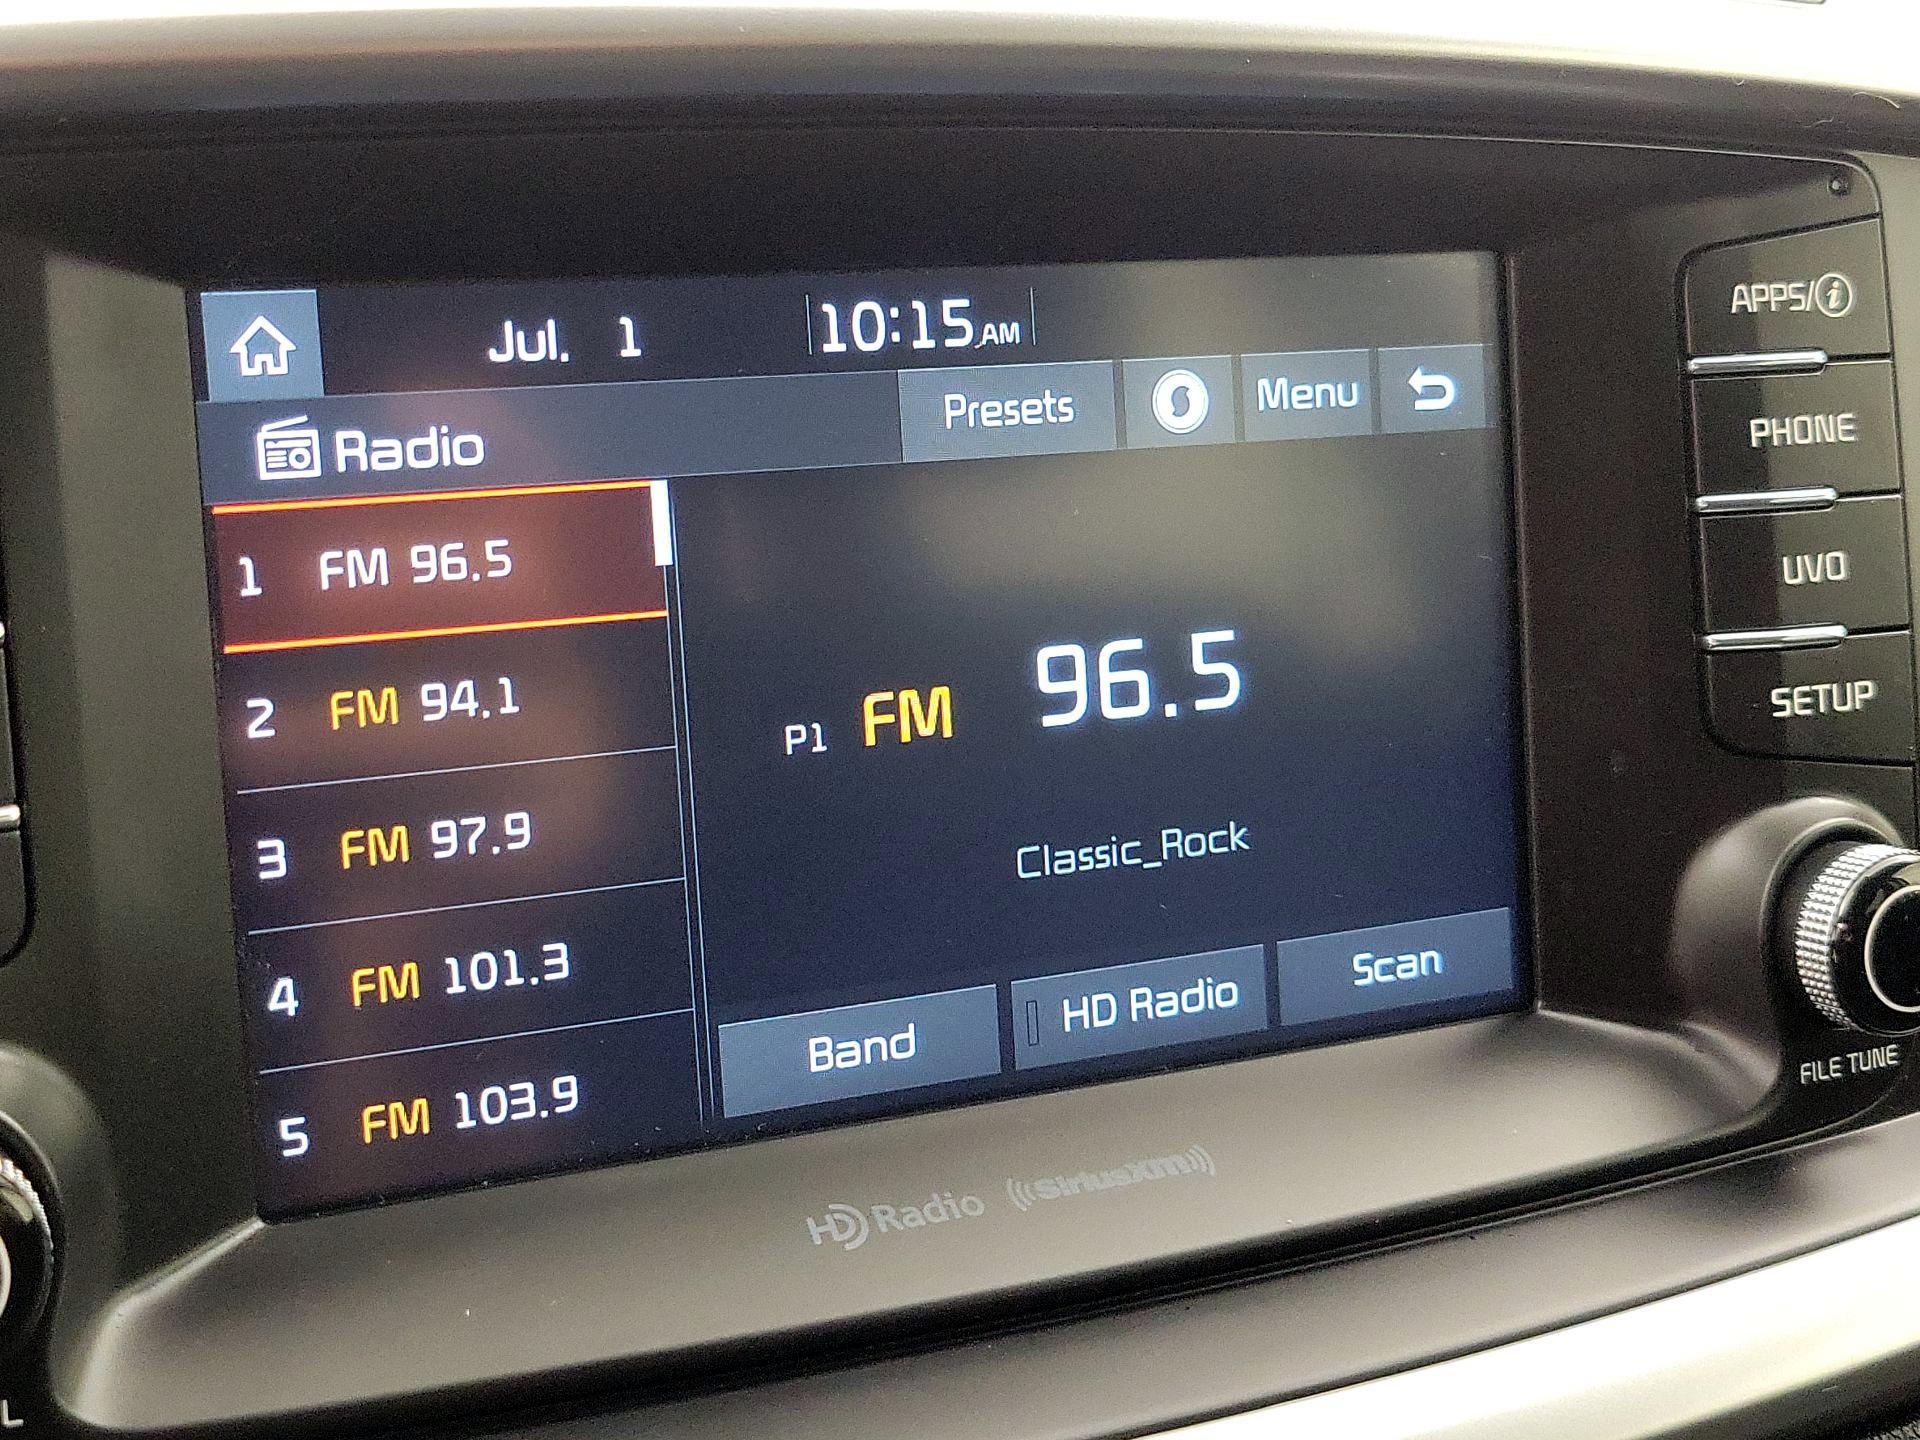 Jul. 1 10:15 AM
Radio Presets Menu
1 FM 96.5
2 FM 94.1
3 FM 97.9
4 FM 101.3
5 FM 103.9
P1 FM 96.5
Classic_Rock
Band HD Radio Scan
HD Radio SiriusXM
APPS/i
PHONE
UVO
SETUP
FILE TUNE
L